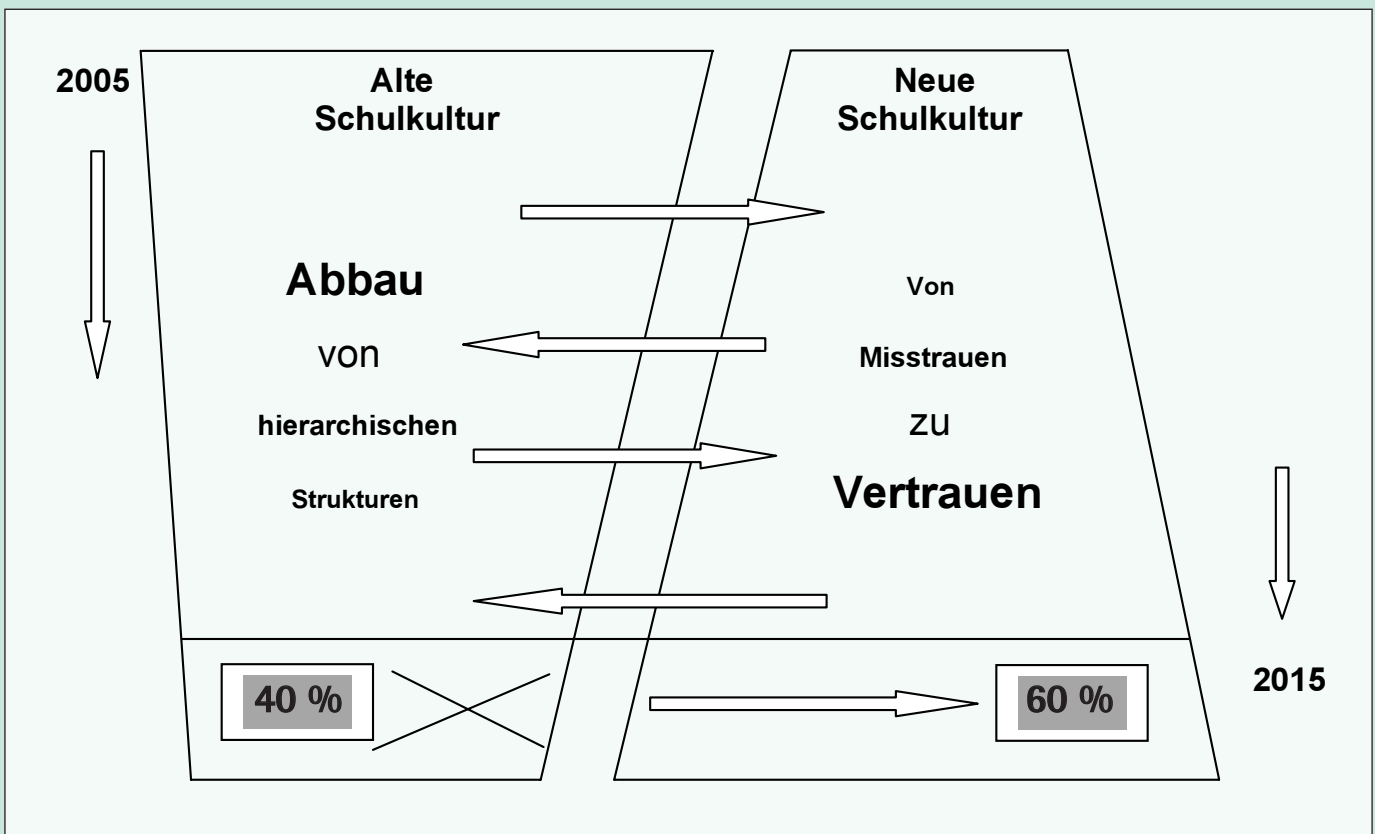 2005
Alte
Schulkultur
Abbau
von
hierarchischen
Strukturen
40 %
Neue
Schulkultur
Von
Misstrauen
zu
Vertrauen
60 %
2015